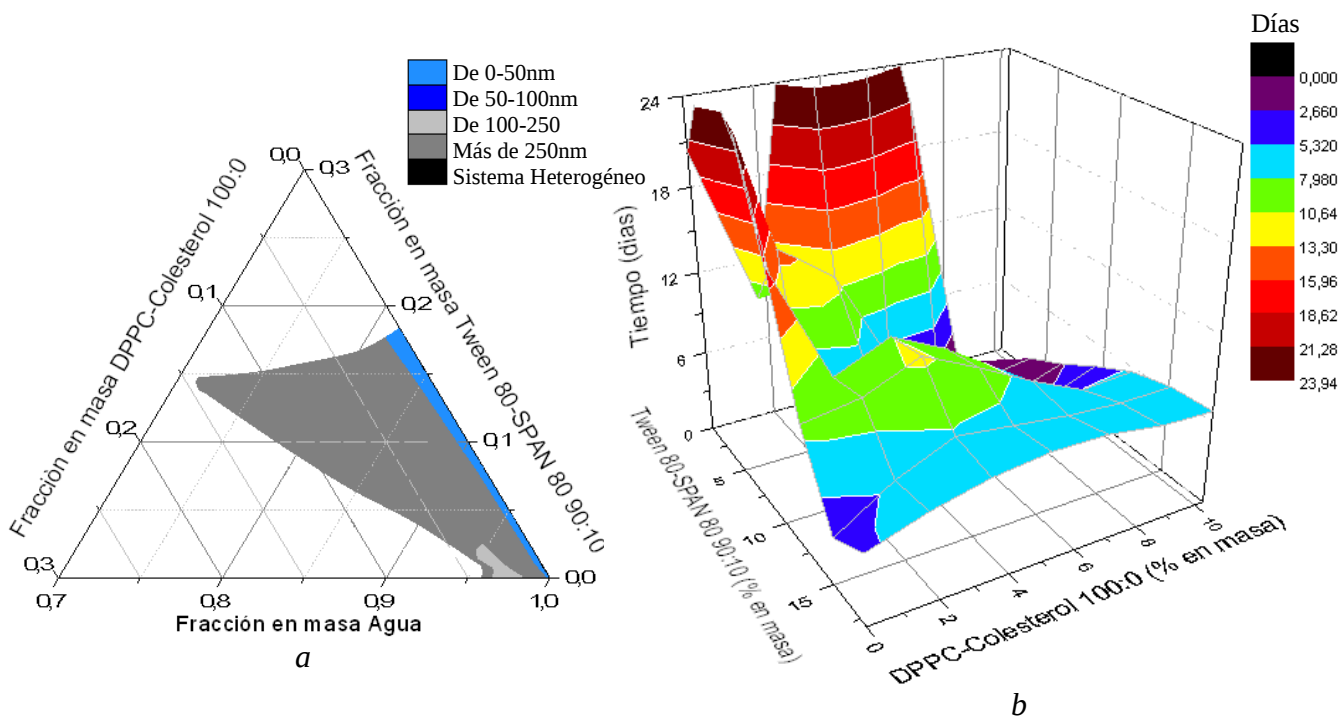 De 0-50nm
De 50-100nm
De 100-250
Más de 250nm
Sistema Heterogéneo
Fracción en masa DPPC-Colesterol 100:0
0,0
0,1
0,2
0,3
Fracciòn en masa Tween 80-SPAN 80 90:10
0,3
0,2
0,1
0,0
0,7
0,8
0,9
1,0
Fracción en masa Agua
a
Tiempo (dias)
24
18
12
6
0
Tween 80-SPAN 80 90:10 (% en masa)
0
5
10
15
DPPC-Colesterol 100:0 (% en masa)
0
2
4
6
8
10
b
Días
0,000
2,660
5,320
7,980
10,64
13,30
15,96
18,62
21,28
23,94